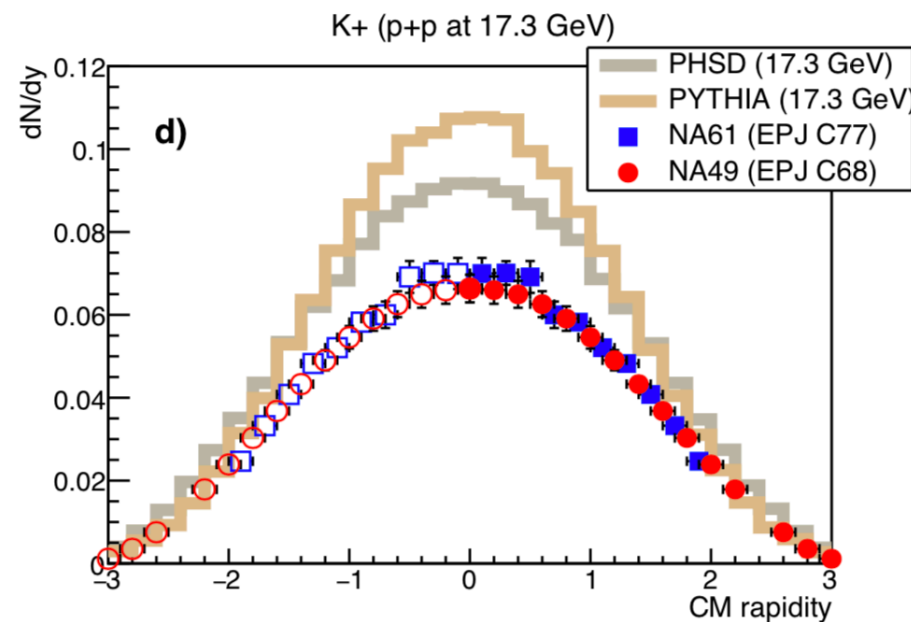 K+ (p+p at 17.3 GeV)
dN/dy
d)
PHSD (17.3 GeV)
PYTHIA (17.3 GeV)
NA61 (EPJ C77)
NA49 (EPJ C68)
0.12
0.1
0.08
0.06
0.04
0.02
0
−3 −2 −1 0 1 2 3
CM rapidity